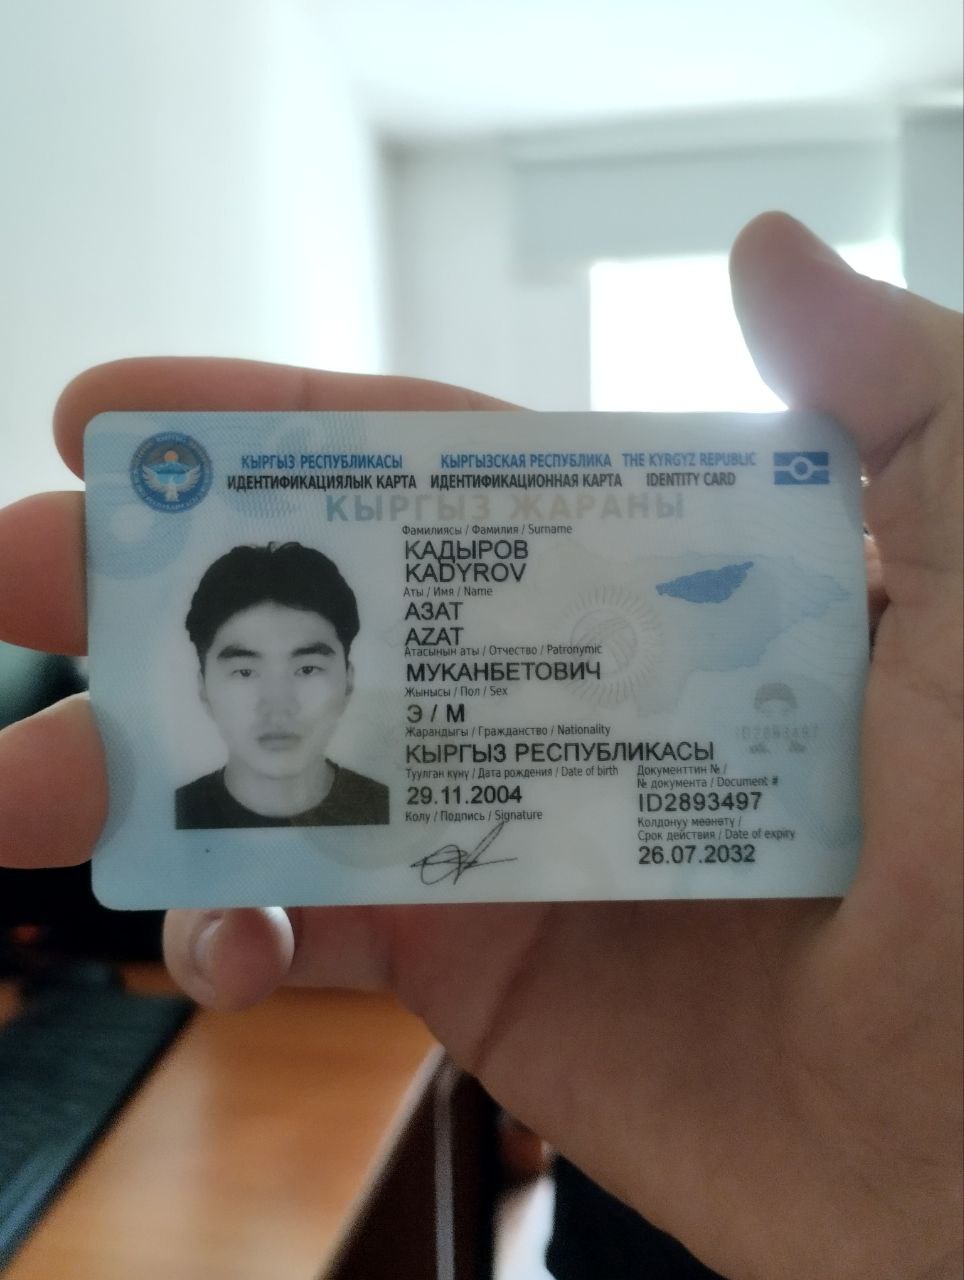 КЫРГЫЗ РЕСПУБЛИКАСЫ КЫРГЫЗСКАЯ РЕСПУБЛИКА THE KYRGYZ REPUBLIC
ИДЕНТИФИКАЦИЯЛЫК КАРТА ИДЕНТИФИКАЦИОННАЯ КАРТА IDENTITY CARD
КЫРГЫЗ ЖАРАНЫ
Фамилиясы / Фамилия / Surname
КАДЫРОВ
KADYROV
Аты / Имя / Name
АЗАТ
AZAT
Атасынын аты / Отчество / Patronymic
МУКАНБЕТОВИЧ
Жынысы / Пол / Sex
Э / М
Жарандыгы / Гражданство / Nationality
КЫРГЫЗ РЕСПУБЛИКАСЫ
Туулган күнү / Дата рождения / Date of birth
29.11.2004
Документтин № /
№ документа / Document #
ID2893497
Колу / Подпись / Signature
Колдонуу мөөнөтү /
Срок действия / Date of expiry
26.07.2032